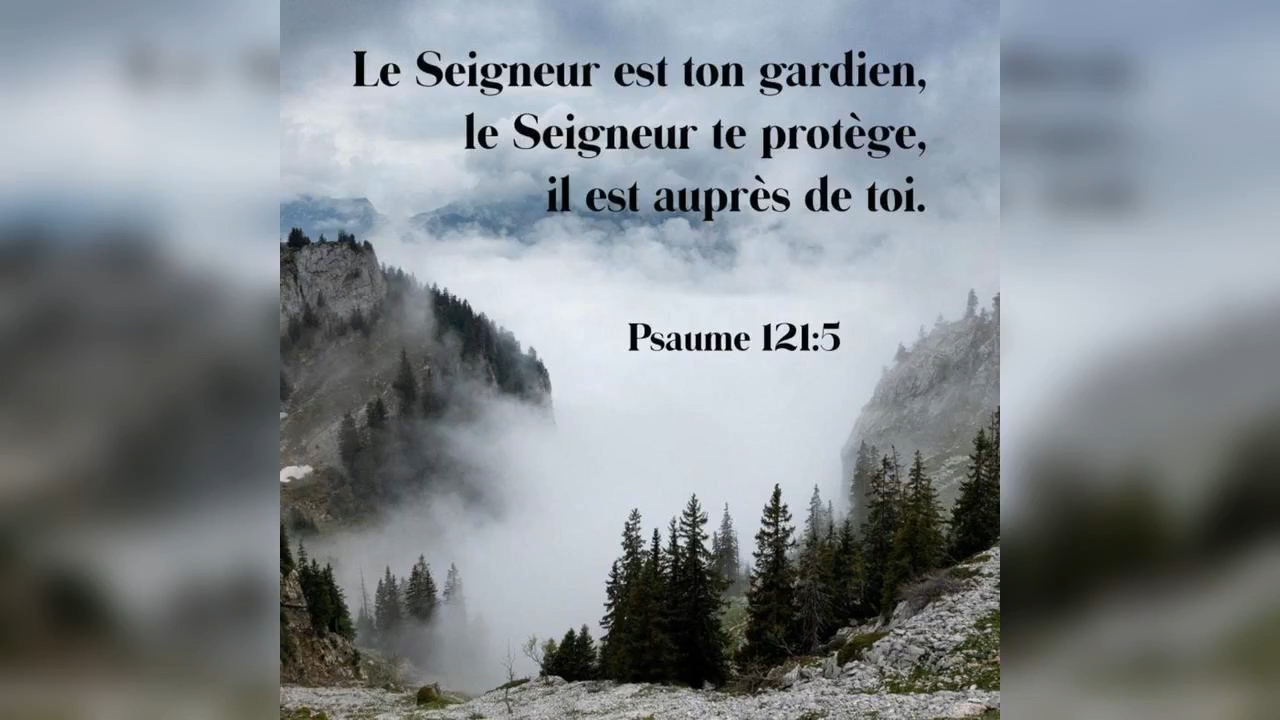 Le Seigneur est ton gardien,
le Seigneur te protège,
il est auprès de toi.
Psaume 121:5